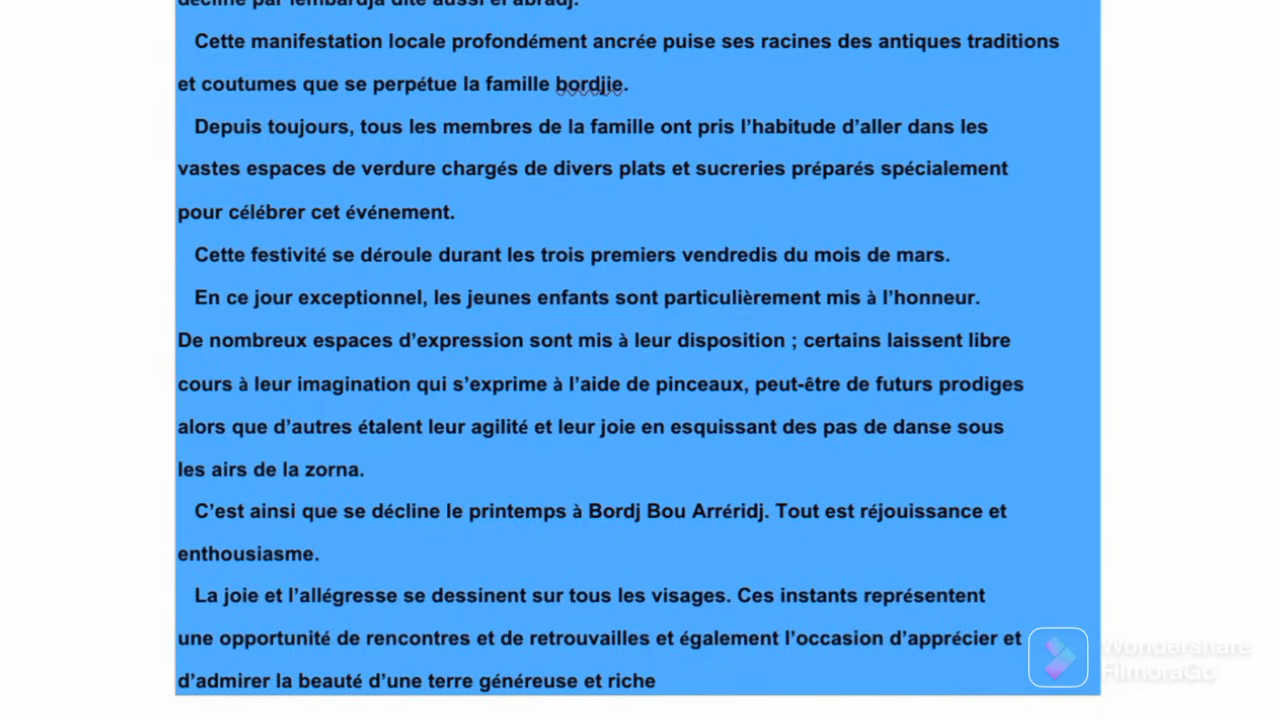 décline par lembardja dite aussi el abradj.
Cette manifestation locale profondément ancrée puise ses racines des antiques traditions
et coutumes que se perpétue la famille bordjie.
Depuis toujours, tous les membres de la famille ont pris l’habitude d’aller dans les
vastes espaces de verdure chargés de divers plats et sucreries préparés spécialement
pour célébrer cet événement.
Cette festivité se déroule durant les trois premiers vendredis du mois de mars.
En ce jour exceptionnel, les jeunes enfants sont particulièrement mis à l’honneur.
De nombreux espaces d’expression sont mis à leur disposition ; certains laissent libre
cours à leur imagination qui s’exprime à l’aide de pinceaux, peut-être de futurs prodiges
alors que d’autres étalent leur agilité et leur joie en esquissant des pas de danse sous
les airs de la zorna.
C’est ainsi que se décline le printemps à Bordj Bou Arréridj. Tout est réjouissance et
enthousiasme.
La joie et l’allégresse se dessinent sur tous les visages. Ces instants représentent
une opportunité de rencontres et de retrouvailles et également l’occasion d’apprécier et
d’admirer la beauté d’une terre généreuse et riche
Wondershare
FilmoraGo